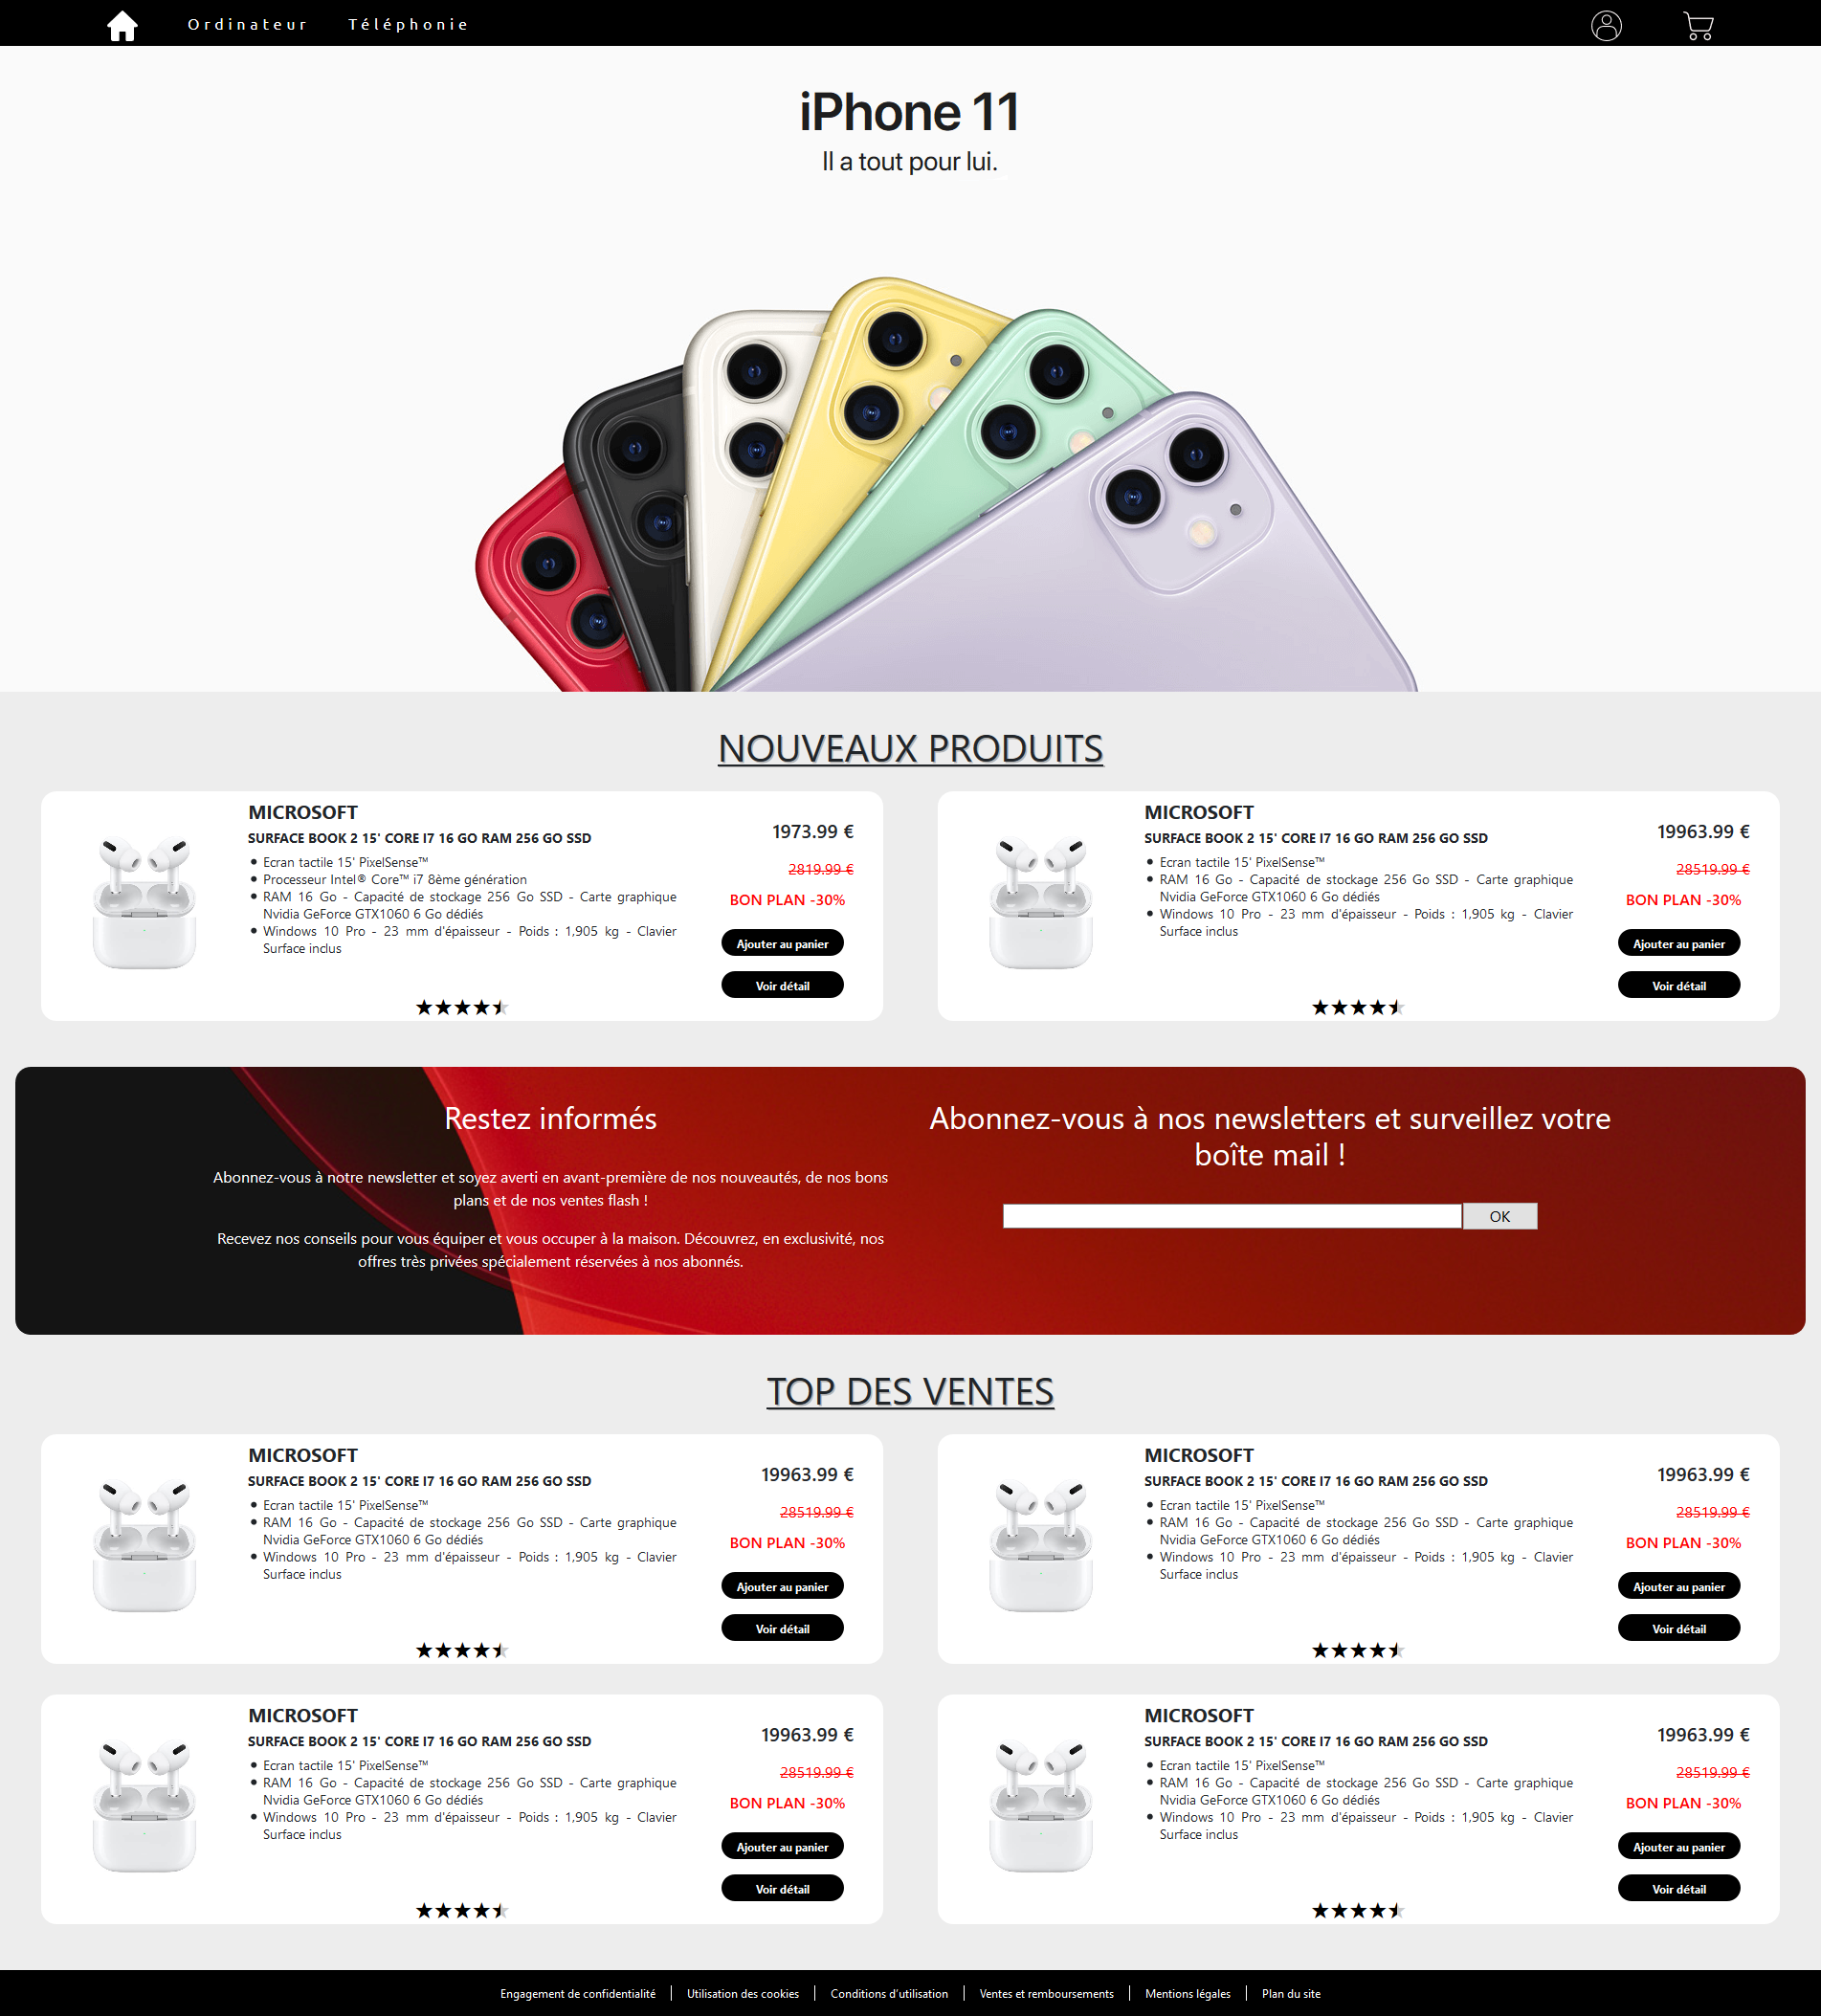 Ordinateur Téléphonie
iPhone 11
Il a tout pour lui.
NOUVEAUX PRODUITS
MICROSOFT
SURFACE BOOK 2 15' CORE I7 16 GO RAM 256 GO SSD
Ecran tactile 15' PixelSense™
Processeur Intel® Core™ i7 8ème génération
RAM 16 Go - Capacité de stockage 256 Go SSD - Carte graphique
Nvidia GeForce GTX1060 6 Go dédiés
Windows 10 Pro - 23 mm d'épaisseur - Poids : 1,905 kg - Clavier
Surface inclus
1973.99 €
2819.99 €
BON PLAN -30%
Ajouter au panier
Voir détail
MICROSOFT
SURFACE BOOK 2 15' CORE I7 16 GO RAM 256 GO SSD
Ecran tactile 15' PixelSense™
RAM 16 Go - Capacité de stockage 256 Go SSD - Carte graphique
Nvidia GeForce GTX1060 6 Go dédiés
Windows 10 Pro - 23 mm d'épaisseur - Poids : 1,905 kg - Clavier
Surface inclus
19963.99 €
28519.99 €
BON PLAN -30%
Ajouter au panier
Voir détail
Restez informés
Abonnez-vous à notre newsletter et soyez averti en avant-première de nos nouveautés, de nos bons
plans et de nos ventes flash !
Recevez nos conseils pour vous équiper et vous occuper à la maison. Découvrez, en exclusivité, nos
offres très privées spécialement réservées à nos abonnés.
Abonnez-vous à nos newsletters et surveillez votre
boîte mail !
OK
TOP DES VENTES
MICROSOFT
SURFACE BOOK 2 15' CORE I7 16 GO RAM 256 GO SSD
Ecran tactile 15' PixelSense™
RAM 16 Go - Capacité de stockage 256 Go SSD - Carte graphique
Nvidia GeForce GTX1060 6 Go dédiés
Windows 10 Pro - 23 mm d'épaisseur - Poids : 1,905 kg - Clavier
Surface inclus
19963.99 €
28519.99 €
BON PLAN -30%
Ajouter au panier
Voir détail
MICROSOFT
SURFACE BOOK 2 15' CORE I7 16 GO RAM 256 GO SSD
Ecran tactile 15' PixelSense™
RAM 16 Go - Capacité de stockage 256 Go SSD - Carte graphique
Nvidia GeForce GTX1060 6 Go dédiés
Windows 10 Pro - 23 mm d'épaisseur - Poids : 1,905 kg - Clavier
Surface inclus
19963.99 €
28519.99 €
BON PLAN -30%
Ajouter au panier
Voir détail
MICROSOFT
SURFACE BOOK 2 15' CORE I7 16 GO RAM 256 GO SSD
Ecran tactile 15' PixelSense™
RAM 16 Go - Capacité de stockage 256 Go SSD - Carte graphique
Nvidia GeForce GTX1060 6 Go dédiés
Windows 10 Pro - 23 mm d'épaisseur - Poids : 1,905 kg - Clavier
Surface inclus
19963.99 €
28519.99 €
BON PLAN -30%
Ajouter au panier
Voir détail
MICROSOFT
SURFACE BOOK 2 15' CORE I7 16 GO RAM 256 GO SSD
Ecran tactile 15' PixelSense™
RAM 16 Go - Capacité de stockage 256 Go SSD - Carte graphique
Nvidia GeForce GTX1060 6 Go dédiés
Windows 10 Pro - 23 mm d'épaisseur - Poids : 1,905 kg - Clavier
Surface inclus
19963.99 €
28519.99 €
BON PLAN -30%
Ajouter au panier
Voir détail
Engagement de confidentialité Utilisation des cookies Conditions d'utilisation Ventes et remboursements Mentions légales Plan du site